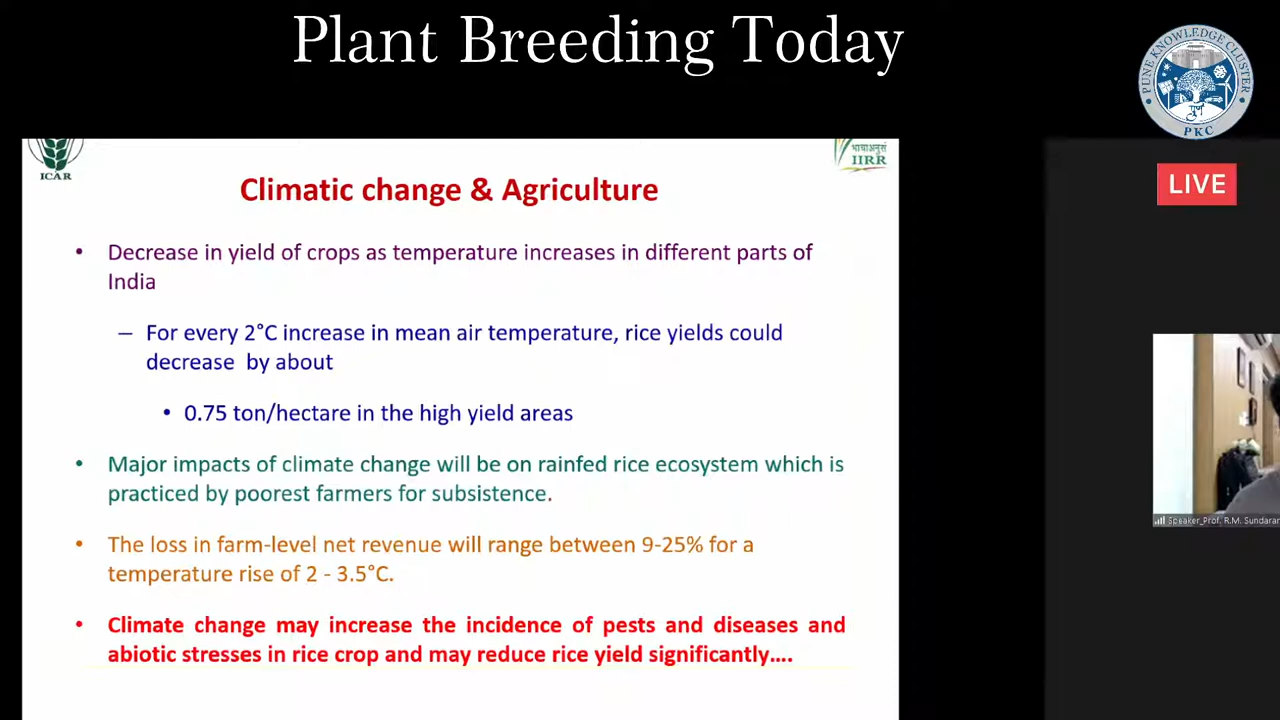 Plant Breeding Today
PUNE KNOWLEDGE CLUSTER
PKC
LIVE
ICAR
IIRR
Climatic change & Agriculture
• Decrease in yield of crops as temperature increases in different parts of
India
– For every 2°C increase in mean air temperature, rice yields could
decrease by about
• 0.75 ton/hectare in the high yield areas
• Major impacts of climate change will be on rainfed rice ecosystem which is
practiced by poorest farmers for subsistence.
• The loss in farm-level net revenue will range between 9-25% for a
temperature rise of 2 - 3.5°C.
• Climate change may increase the incidence of pests and diseases and
abiotic stresses in rice crop and may reduce rice yield significantly....
Speaker_Prof. R.M. Sundaran